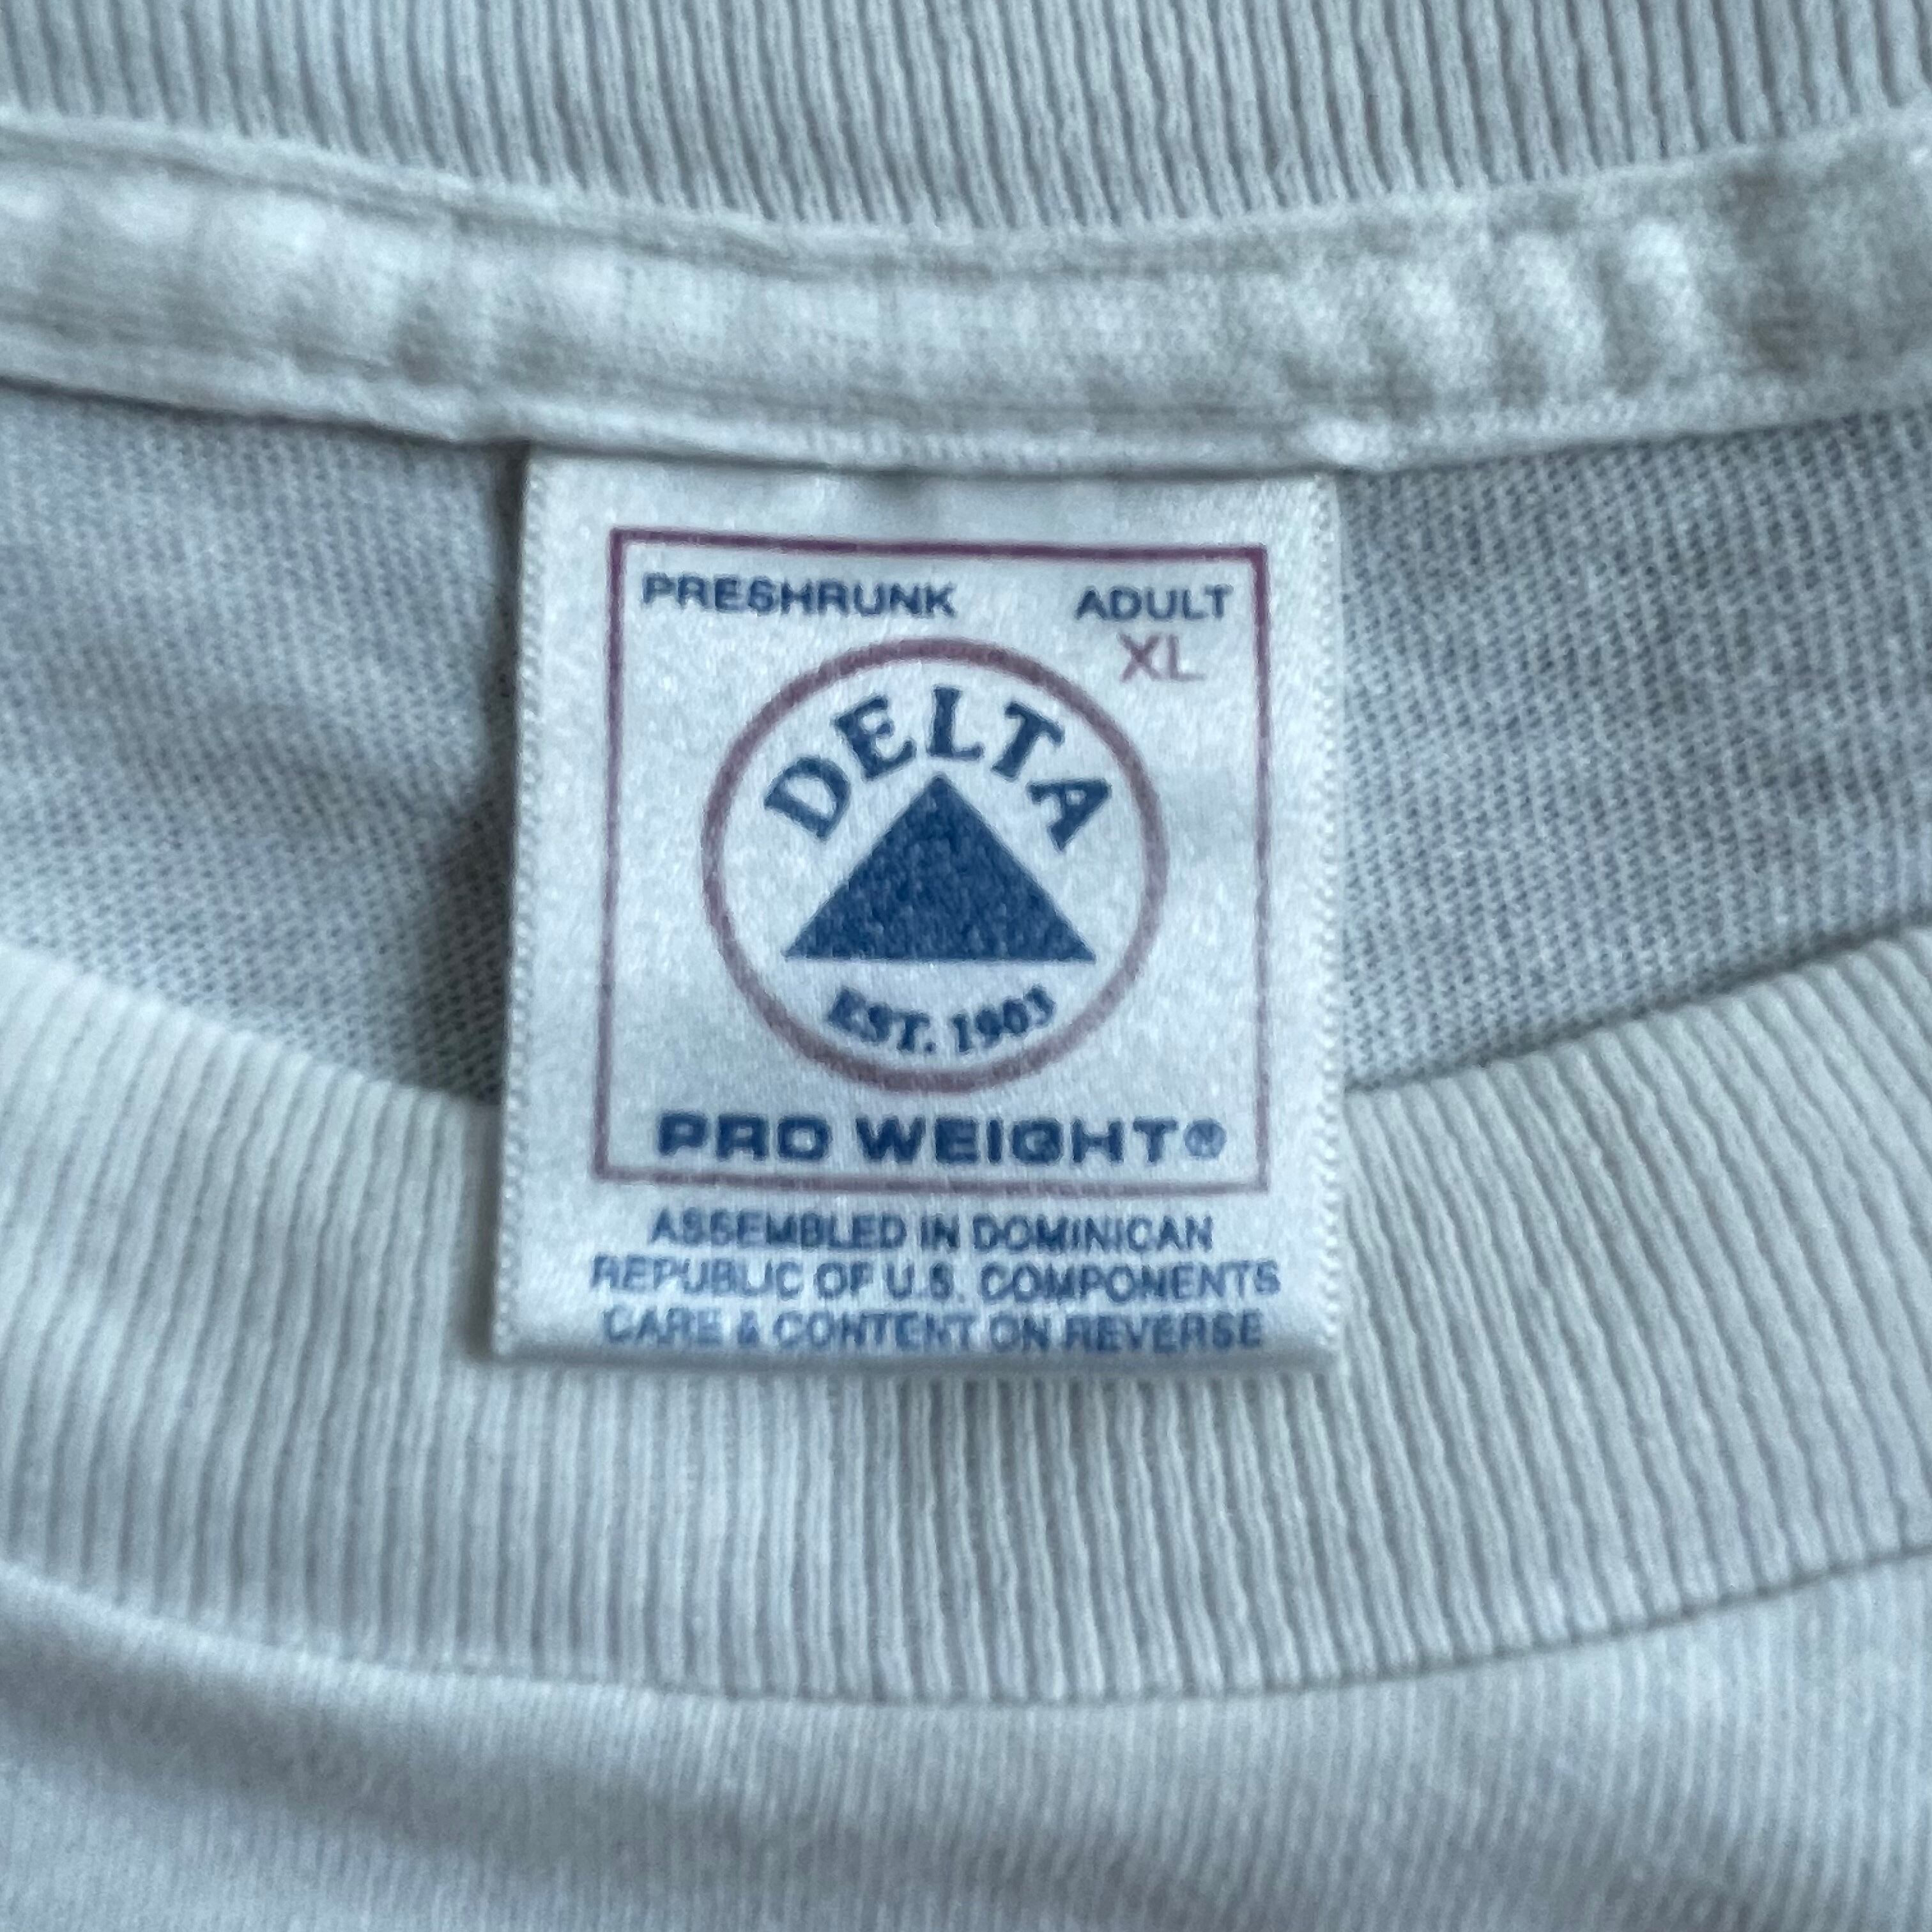 PRESHRUNK ADULT
XL
DELTA
EST. 1903
PRO WEIGHT®
ASSEMBLED IN DOMINICAN
REPUBLIC OF U.S. COMPONENTS
CARE & CONTENT ON REVERSE